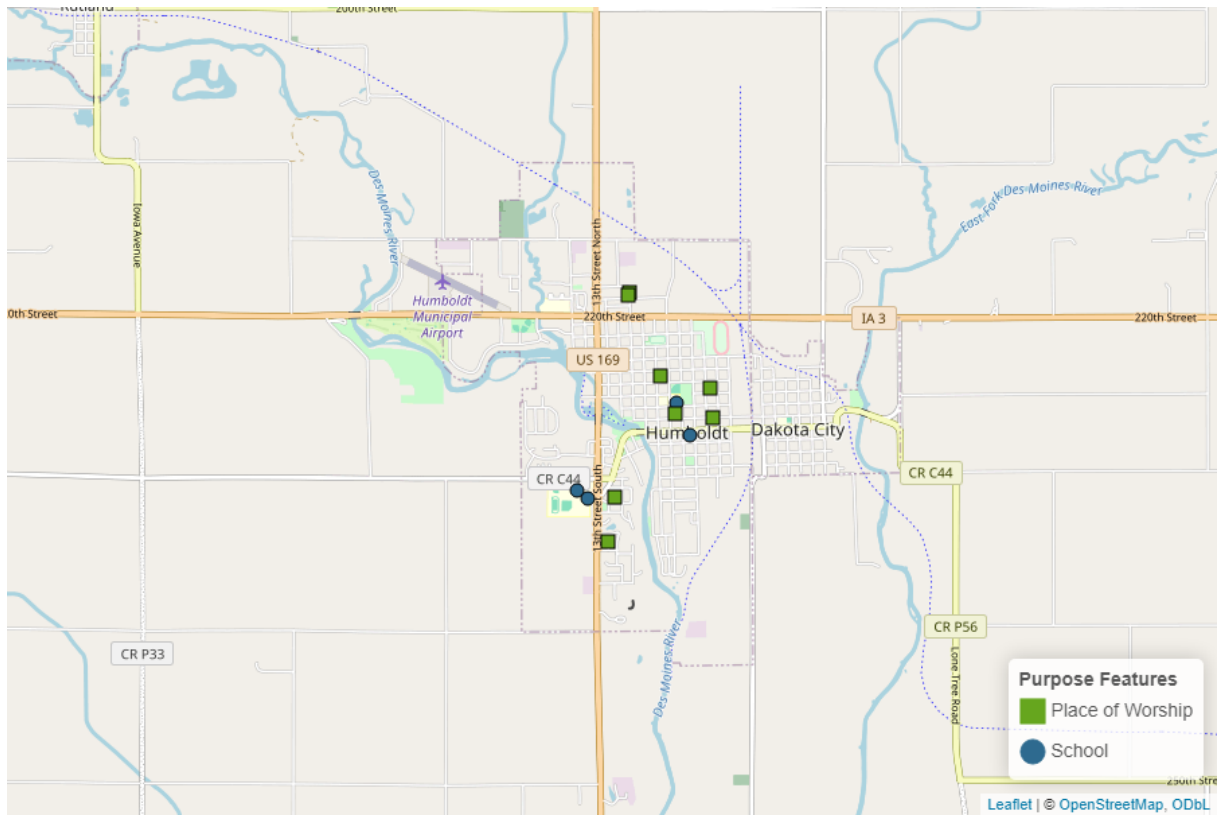 Rutland
200th Street
Des Moines River
Iowa Avenue
East Fork Des Moines River
13th Street North
Humboldt
Municipal
Airport
0th Street
220th Street
IA 3
220th Street
US 169
Humboldt
Dakota City
CR C44
CR C44
13th Street South
CR P56
CR P33
Des Moines River
Lone Tree Road
Purpose Features
Place of Worship
School
250th Stre
Leaflet | © OpenStreetMap, ODbL